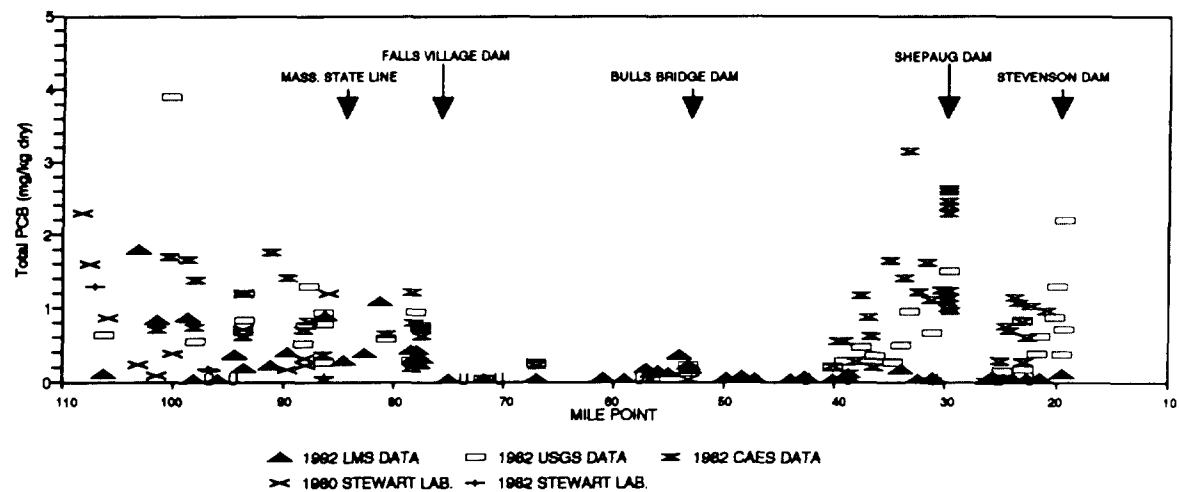 5
FALLS VILLAGE DAM
SHEPAUG DAM
MASS. STATE LINE
BULLS BRIDGE DAM
STEVENSON DAM
4
3
2
1
0
Total PCB (mg/kg dry)
110 100 90 80 70 60 50 40 30 20 10
MILE POINT
1992 LMS DATA 1982 USGS DATA 1982 CAES DATA
1980 STEWART LAB. 1982 STEWART LAB.